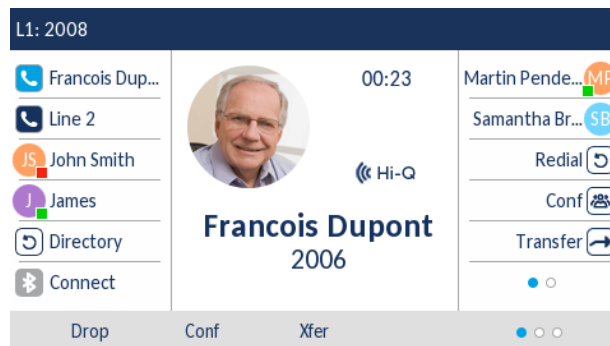 L1: 2008
Francois Dup...
Line 2
JS John Smith
J James
Directory
Connect
00:23
Hi-Q
Francois Dupont
2006
Martin Pende... MP
Samantha Br... SB
Redial
Conf
Transfer
Drop Conf Xfer